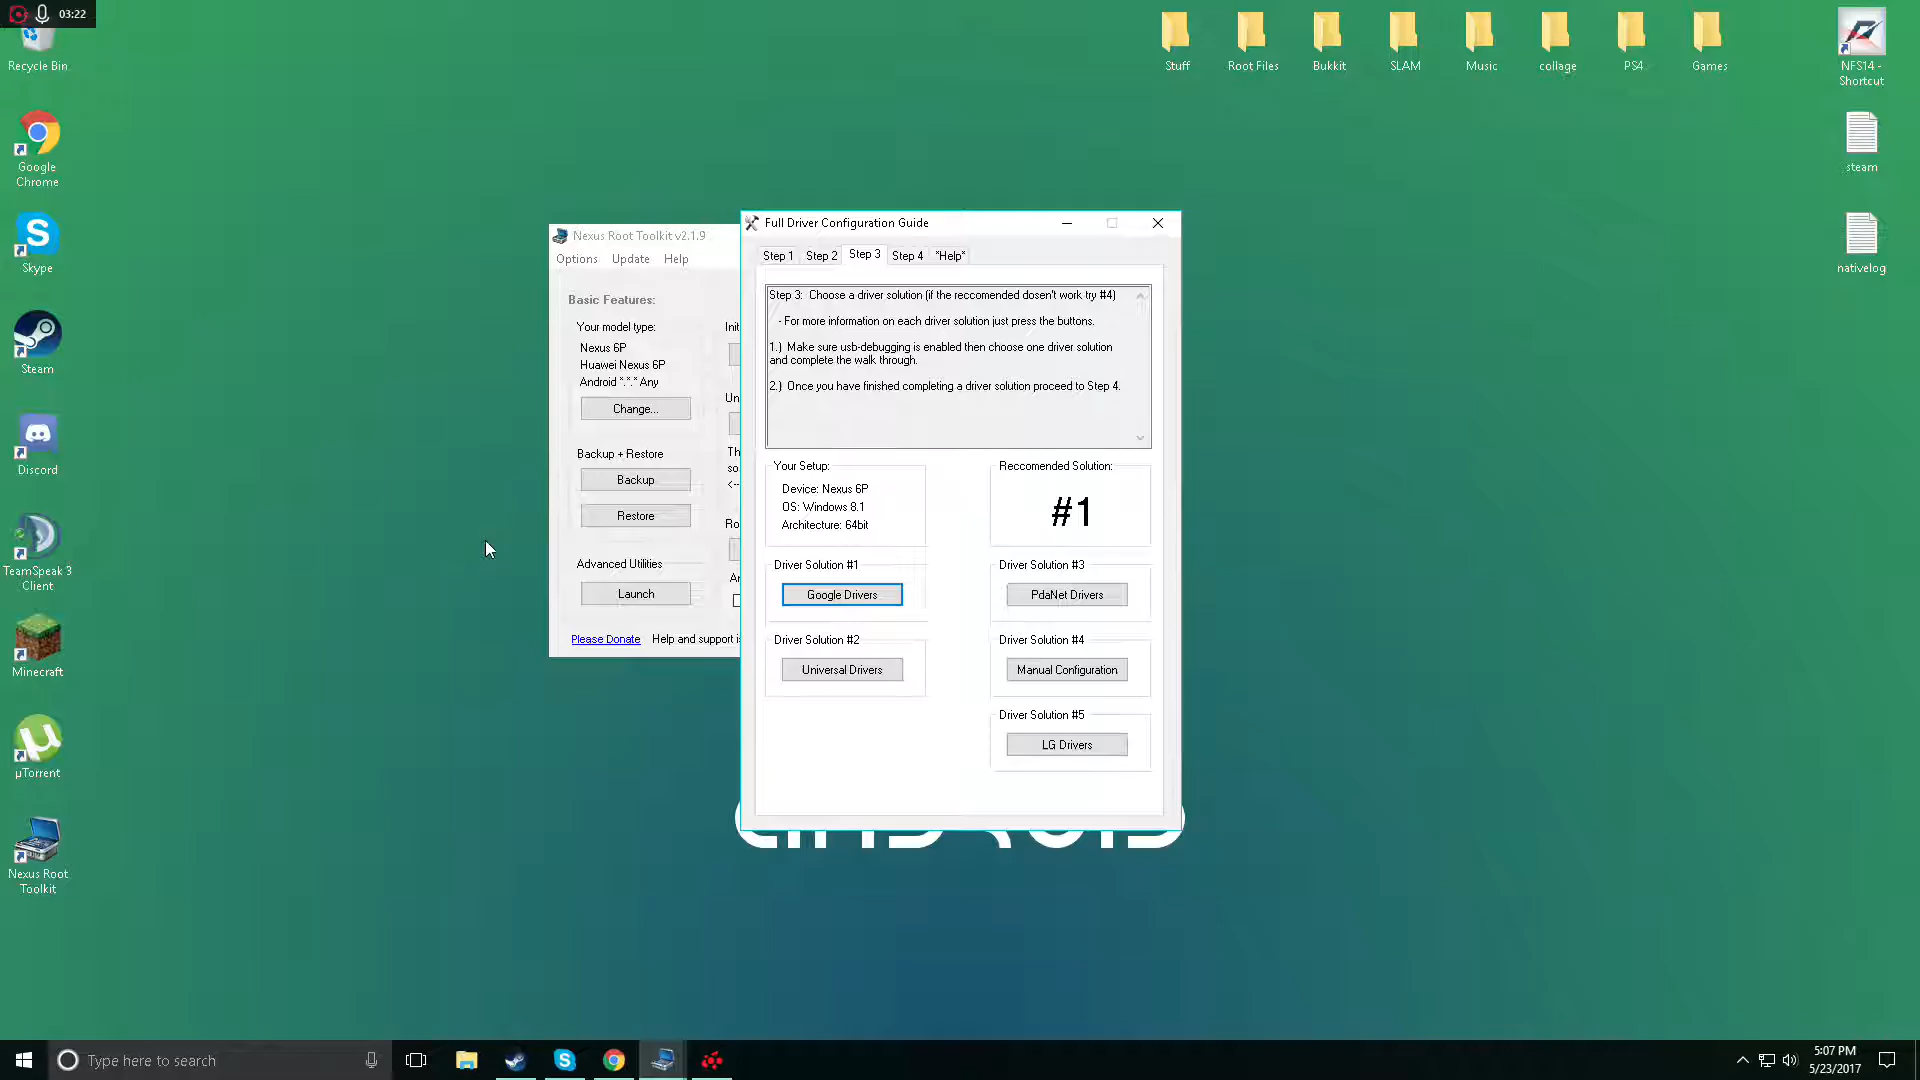 03:22
Recycle Bin
Google
Chrome
Skype
Steam
Discord
TeamSpeak 3
Client
Minecraft
µTorrent
Nexus Root
Toolkit
Stuff
Root Files
Bukkit
SLAM
Music
collage
PS4
Games
NFS14 -
Shortcut
steam
nativelog
Nexus Root Toolkit v2.1.9
Options Update Help
Basic Features:
Your model type:
Nexus 6P
Huawei Nexus 6P
Android *.*.* Any
Change...
Backup + Restore
Backup
Restore
Advanced Utilities
Launch
Please Donate Help and support i
Init
Un
Th
so
<--
Ro
Full Driver Configuration Guide
Step 1 Step 2 Step 3 Step 4 *Help*
Step 3: Choose a driver solution (if the reccomended dosen't work try #4)
- For more information on each driver solution just press the buttons.
1.) Make sure usb-debugging is enabled then choose one driver solution
and complete the walk through.
2.) Once you have finished completing a driver solution proceed to Step 4.
Your Setup:
Device: Nexus 6P
OS: Windows 8.1
Architecture: 64bit
Reccomended Solution:
#1
Driver Solution #1
Google Drivers
Driver Solution #2
Universal Drivers
Driver Solution #3
PdaNet Drivers
Driver Solution #4
Manual Configuration
Driver Solution #5
LG Drivers
Type here to search
5:07 PM
5/23/2017